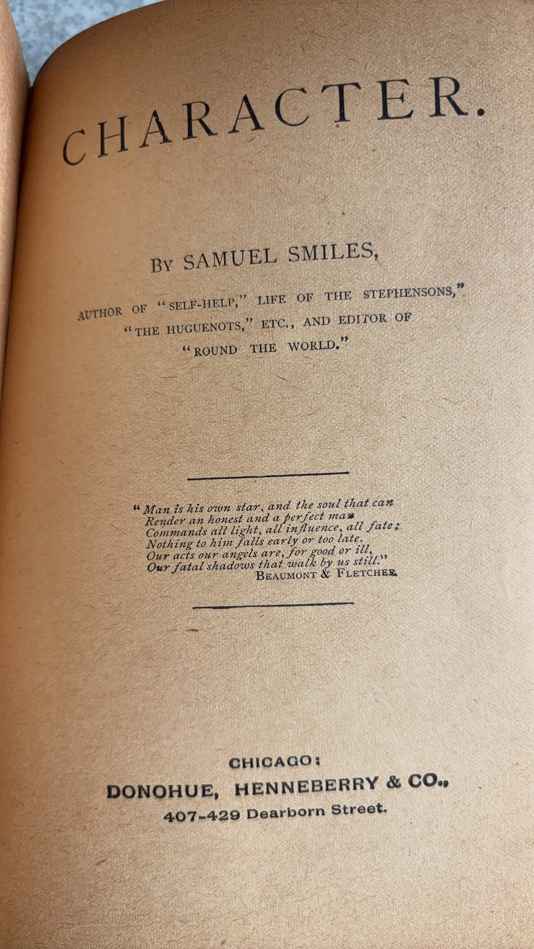 CHARACTER.
BY SAMUEL SMILES,
AUTHOR OF "SELF-HELP," LIFE OF THE STEPHENSONS,"
"THE HUGUENOTS," ETC., AND EDITOR OF
"ROUND THE WORLD."
"Man is his own star, and the soul that can
Render an honest and a perfect man
Commands all light, all influence, all fate;
Nothing to him falls early or too late.
Our acts our angels are, for good or ill,
Our fatal shadows that walk by us still."
BEAUMONT & FLETCHER.
CHICAGO:
DONOHUE, HENNEBERRY & CO.,
407-429 Dearborn Street.